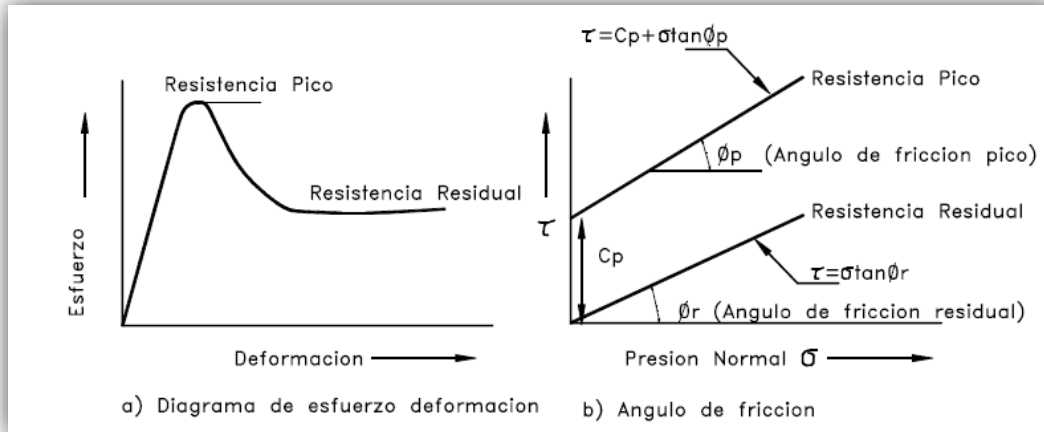 Resistencia Pico
Resistencia Residual
Esfuerzo
Deformacion
a) Diagrama de esfuerzo deformacion
τ=Cp+σtanØp
Resistencia Pico
Øp (Angulo de friccion pico)
Resistencia Residual
τ
Cp
τ=σtanØr
Ør (Angulo de friccion residual)
Presion Normal σ
b) Angulo de friccion